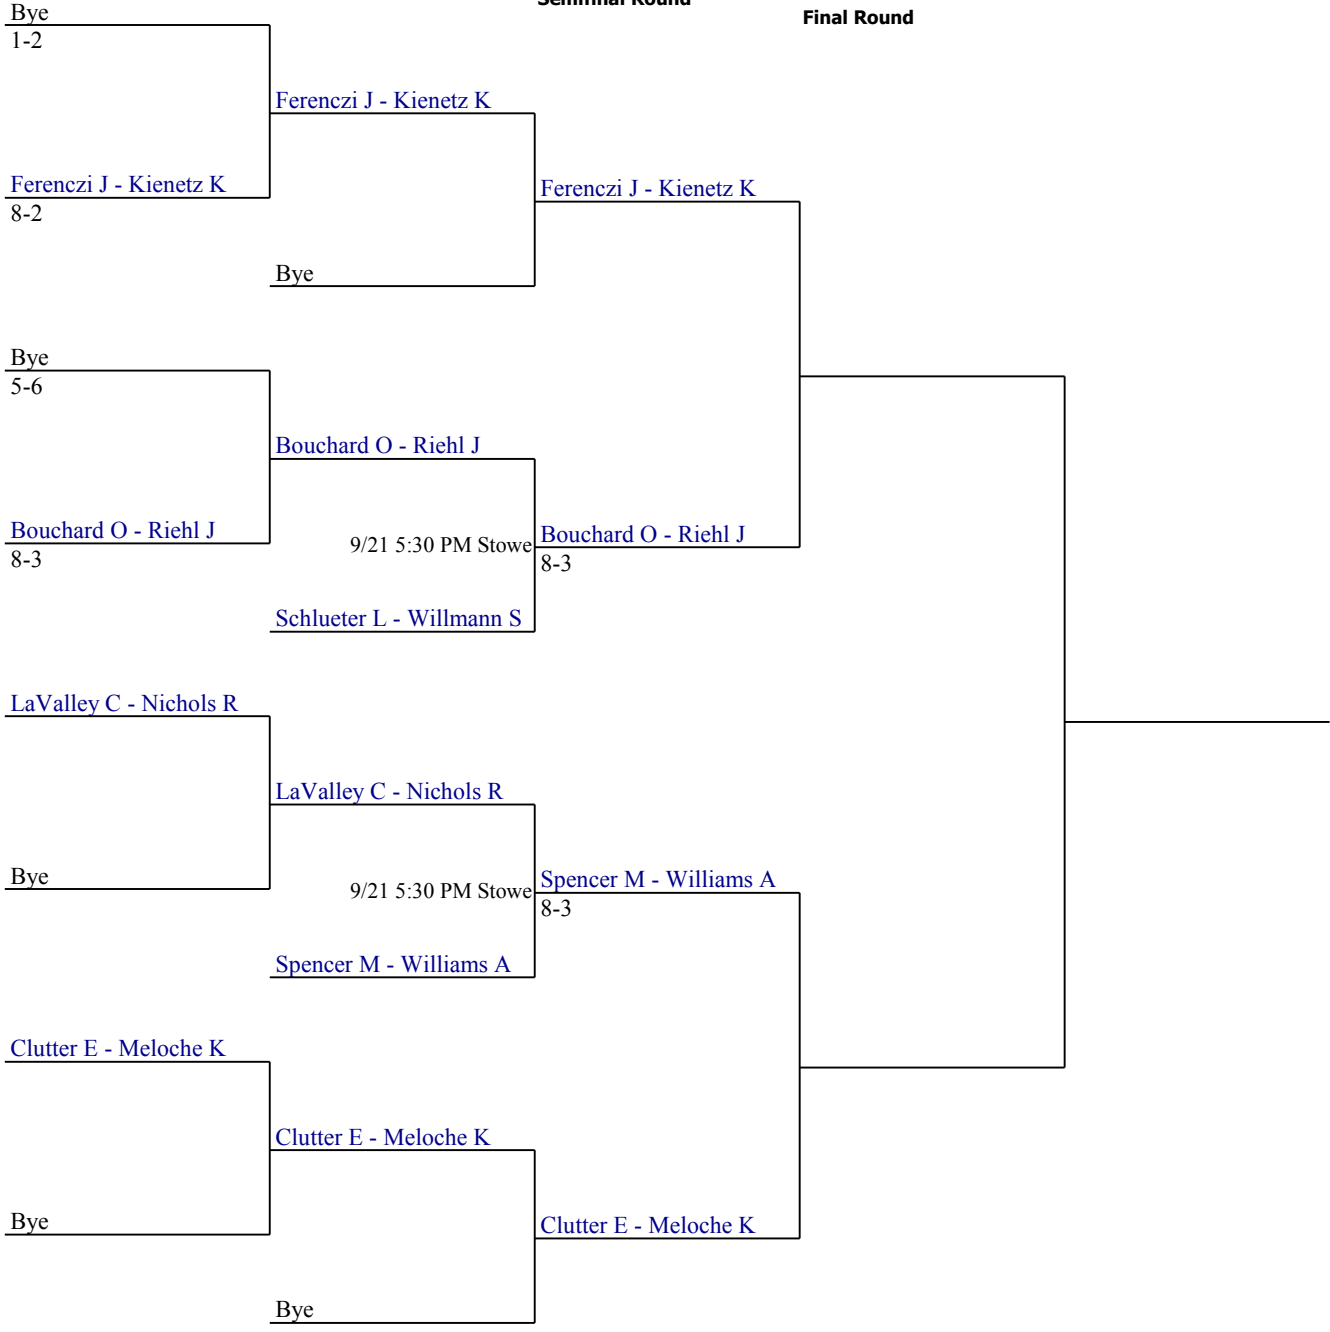 Semifinal Round
Final Round
Bye
1-2
Ferenczi J - Kienetz K
Ferenczi J - Kienetz K
8-2
Ferenczi J - Kienetz K
Bye
Bye
5-6
Bouchard O - Riehl J
Bouchard O - Riehl J
8-3
9/21 5:30 PM Stowe
Bouchard O - Riehl J
8-3
Schlueter L - Willmann S
LaValley C - Nichols R
LaValley C - Nichols R
Bye
9/21 5:30 PM Stowe
Spencer M - Williams A
8-3
Spencer M - Williams A
Clutter E - Meloche K
Clutter E - Meloche K
Bye
Clutter E - Meloche K
Bye